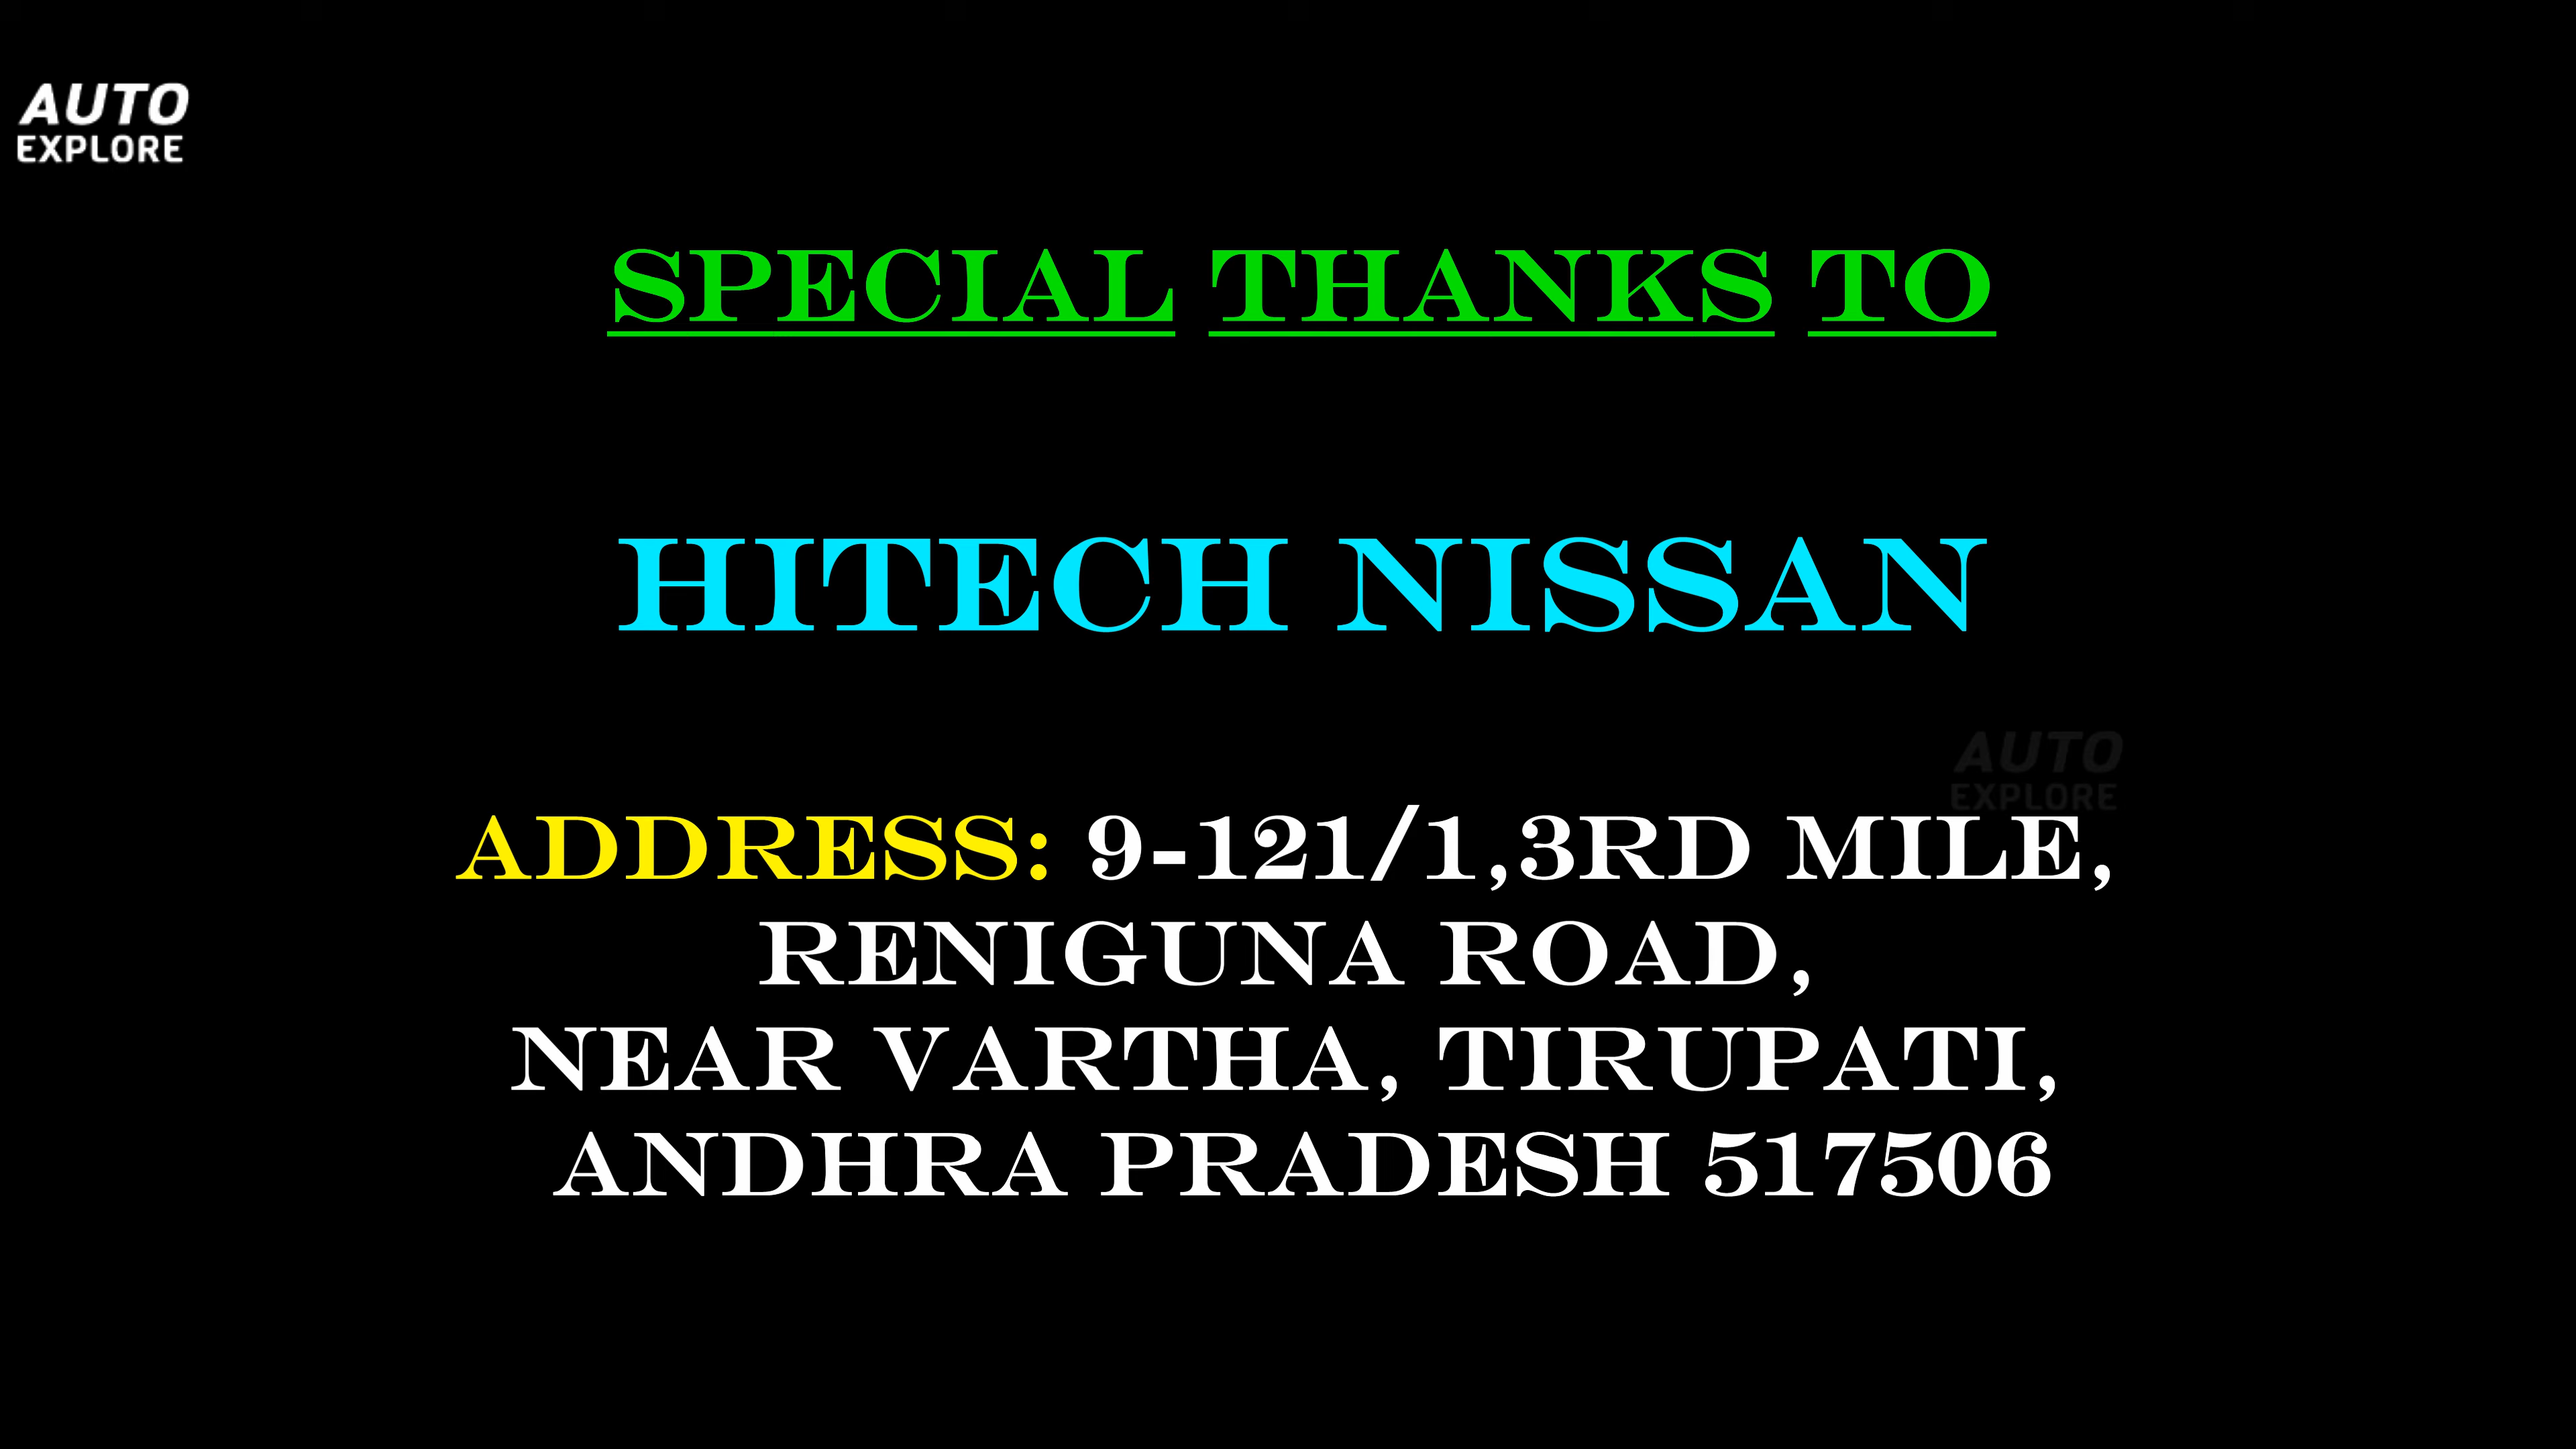 AUTO
EXPLORE
SPECIAL THANKS TO
HITECH NISSAN
AUTO
EXPLORE
ADDRESS: 9-121/1,3RD MILE,
RENIGUNA ROAD,
NEAR VARTHA, TIRUPATI,
ANDHRA PRADESH 517506